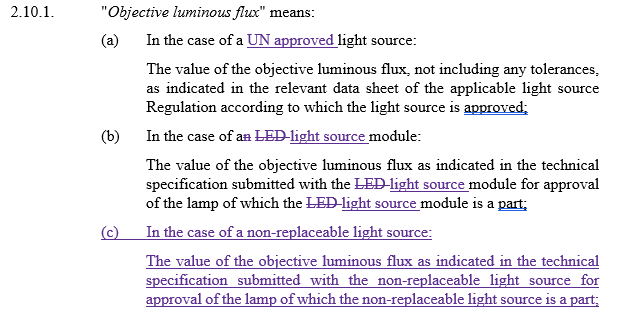 2.10.1. "Objective luminous flux" means:
(a) In the case of a UN approved light source:
The value of the objective luminous flux, not including any tolerances,
as indicated in the relevant data sheet of the applicable light source
Regulation according to which the light source is approved;
(b) In the case of an LED light source module:
The value of the objective luminous flux as indicated in the technical
specification submitted with the LED light source module for approval
of the lamp of which the LED light source module is a part;
(c) In the case of a non-replaceable light source:
The value of the objective luminous flux as indicated in the technical
specification submitted with the non-replaceable light source for
approval of the lamp of which the non-replaceable light source is a part;